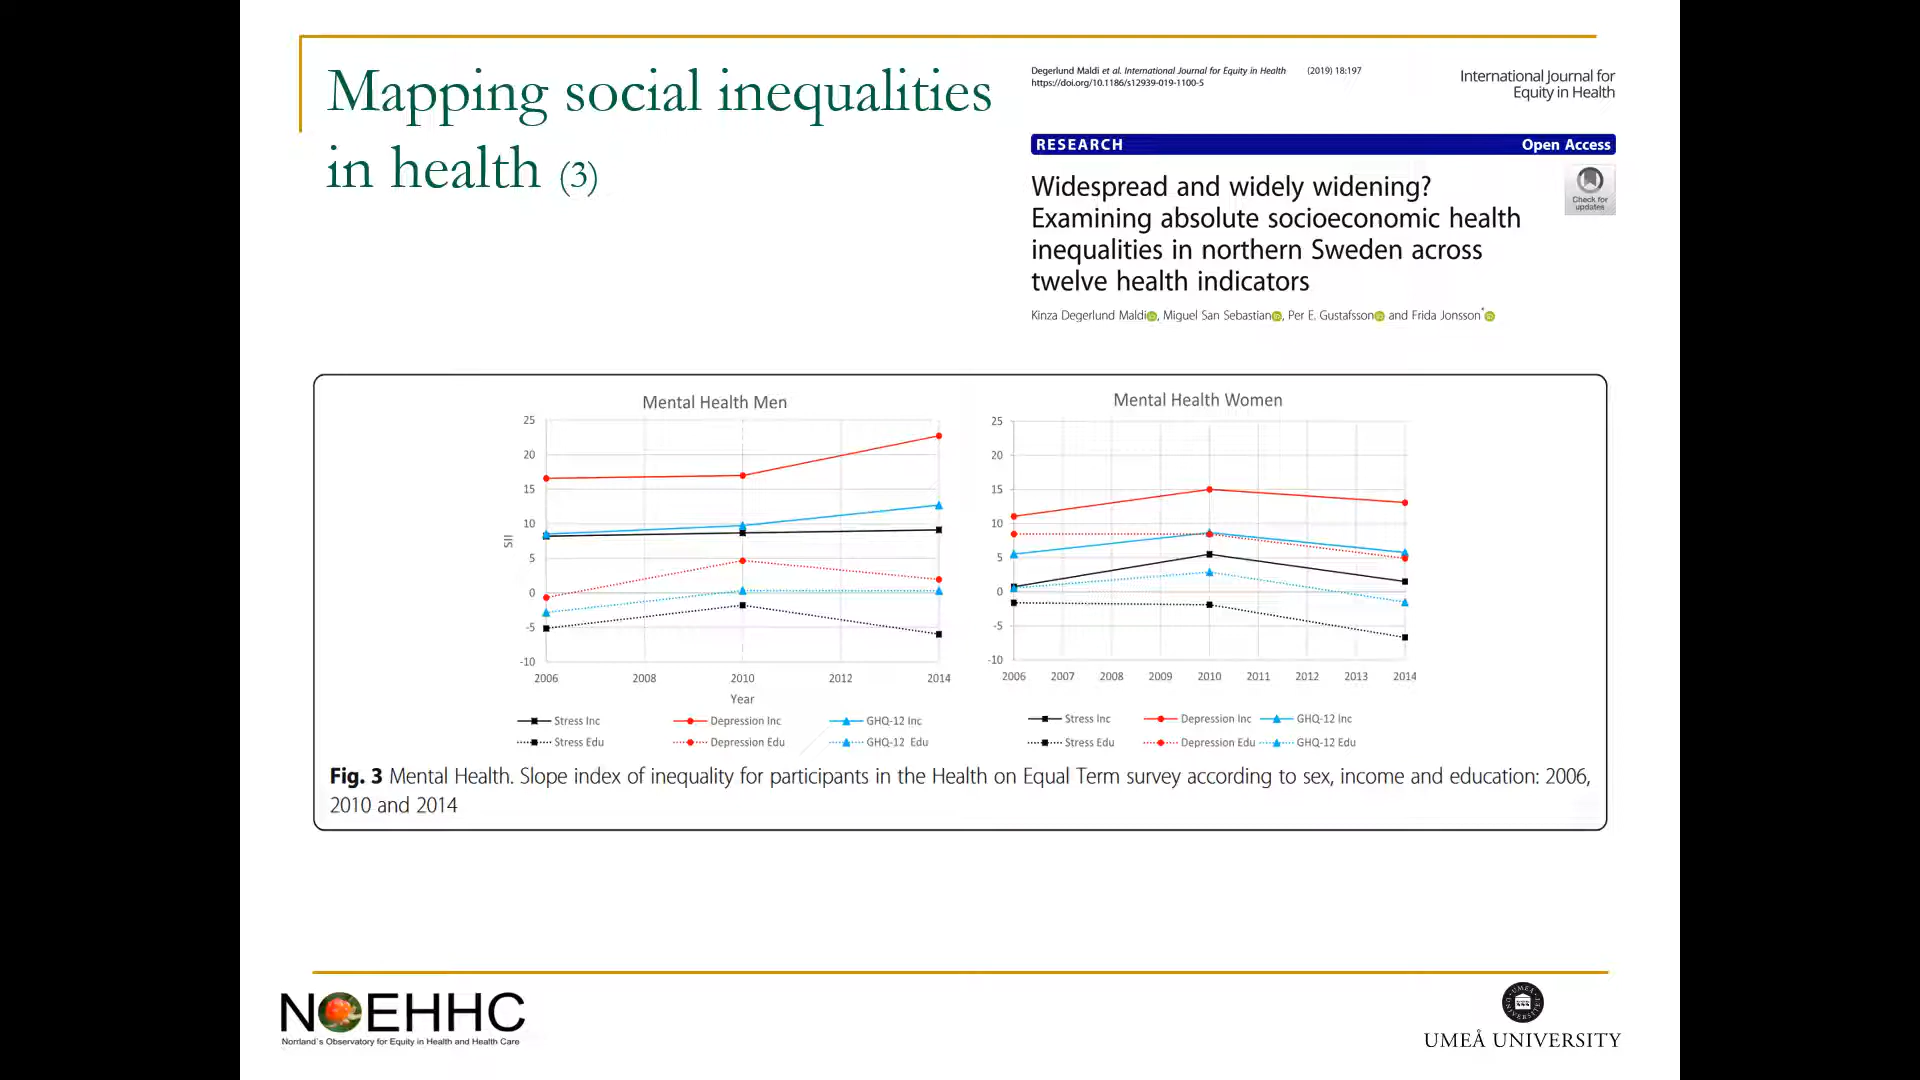 Mapping social inequalities
in health (3)
Degerlund Maldi et al. International Journal for Equity in Health (2019) 18:197
https://doi.org/10.1186/s12939-019-1100-5
International Journal for
Equity in Health
RESEARCH Open Access
Widespread and widely widening?
Examining absolute socioeconomic health
inequalities in northern Sweden across
twelve health indicators
Check for
updates
Kinza Degerlund Maldi, Miguel San Sebastian, Per E. Gustafsson and Frida Jonsson*
Mental Health Men
25
20
15
10
5
0
-5
-10
SII
2006 2008 2010 2012 2014
Year
Stress Inc Depression Inc GHQ-12 Inc
Stress Edu Depression Edu GHQ-12 Edu
Mental Health Women
25
20
15
10
5
0
-5
-10
2006 2007 2008 2009 2010 2011 2012 2013 2014
Stress Inc Depression Inc GHQ-12 Inc
Stress Edu Depression Edu GHQ-12 Edu
Fig. 3 Mental Health. Slope index of inequality for participants in the Health on Equal Term survey according to sex, income and education: 2006,
2010 and 2014
NOEHHC
Norrland`s Observatory for Equity in Health and Health Care
UMEÅ UNIVERSITY